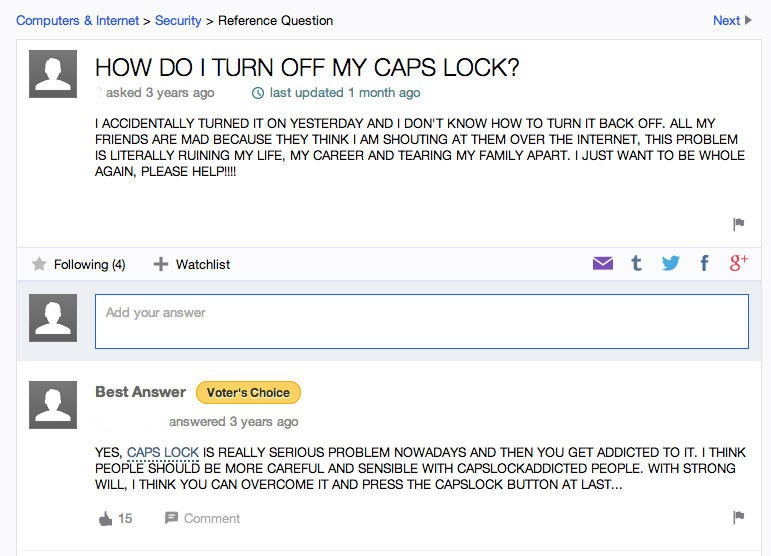 Computers & Internet > Security > Reference Question
Next
HOW DO I TURN OFF MY CAPS LOCK?
asked 3 years ago last updated 1 month ago
I ACCIDENTALLY TURNED IT ON YESTERDAY AND I DON'T KNOW HOW TO TURN IT BACK OFF. ALL MY
FRIENDS ARE MAD BECAUSE THEY THINK I AM SHOUTING AT THEM OVER THE INTERNET, THIS PROBLEM
IS LITERALLY RUINING MY LIFE, MY CAREER AND TEARING MY FAMILY APART. I JUST WANT TO BE WHOLE
AGAIN, PLEASE HELP!!!!
Following (4) Watchlist
t f g+
Add your answer
Best Answer Voter's Choice
answered 3 years ago
YES, CAPS LOCK IS REALLY SERIOUS PROBLEM NOWADAYS AND THEN YOU GET ADDICTED TO IT. I THINK
PEOPLE SHOULD BE MORE CAREFUL AND SENSIBLE WITH CAPSLOCKADDICTED PEOPLE. WITH STRONG
WILL, I THINK YOU CAN OVERCOME IT AND PRESS THE CAPSLOCK BUTTON AT LAST...
15 Comment